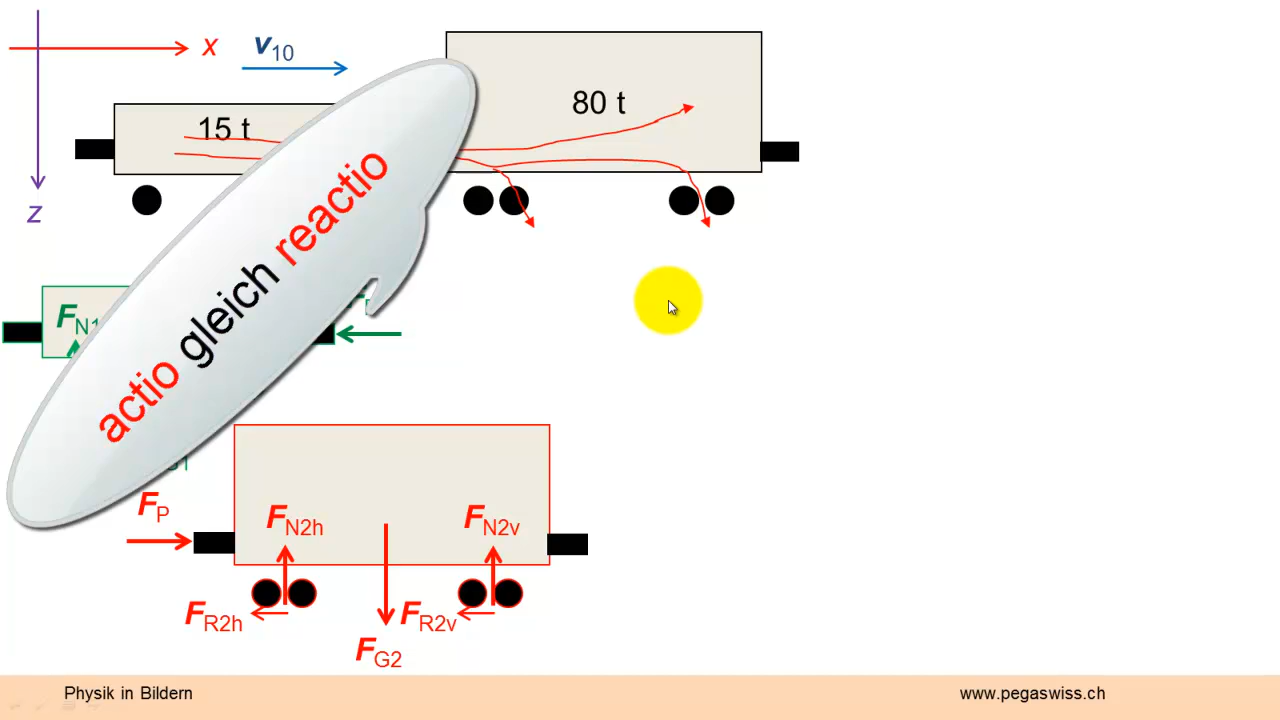 x
v10
z
15 t
80 t
actio gleich reactio
FN1
FP
FN2h
FN2v
FR2h
FR2v
FG2
Physik in Bildern
www.pegaswiss.ch